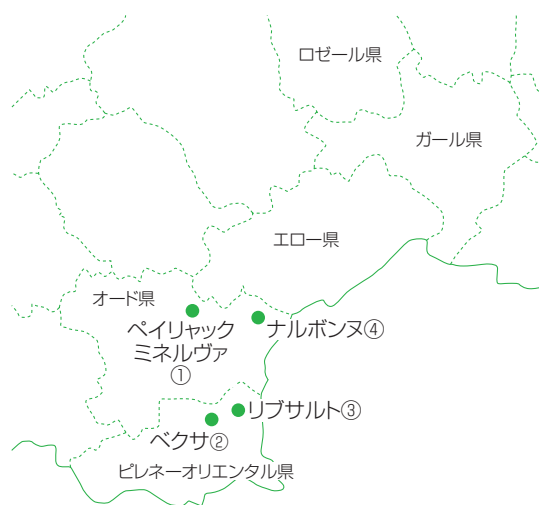 ロゼール県
ガール県
エロー県
オード県
ペイリャック
ミネルヴァ
①
ナルボンヌ④
リブサルト③
ベクサ②
ピレネーオリエンタル県